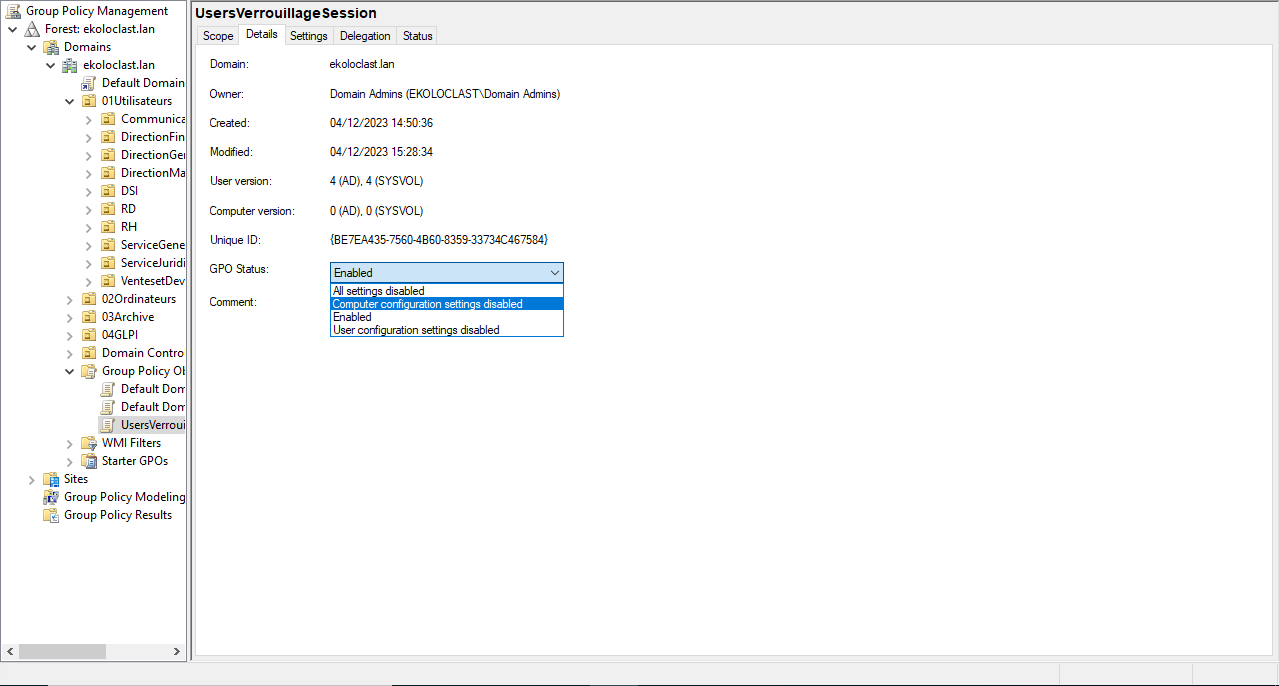 Group Policy Management
Forest: ekoloclast.lan
Domains
ekoloclast.lan
Default Domain
01Utilisateurs
Communica
DirectionFin
DirectionGer
DirectionMa
DSI
RD
RH
ServiceGene
ServiceJuridi
VentesetDev
02Ordinateurs
03Archive
04GLPI
Domain Contro
Group Policy Ob
Default Dom
Default Dom
UsersVerroui
WMI Filters
Starter GPOs
Sites
Group Policy Modeling
Group Policy Results
UsersVerrouillageSession
Scope Details Settings Delegation Status
Domain: ekoloclast.lan
Owner: Domain Admins (EKOLOCLAST\Domain Admins)
Created: 04/12/2023 14:50:36
Modified: 04/12/2023 15:28:34
User version: 4 (AD), 4 (SYSVOL)
Computer version: 0 (AD), 0 (SYSVOL)
Unique ID: {BE7EA435-7560-4B60-8359-33734C467584}
GPO Status: Enabled
All settings disabled
Computer configuration settings disabled
Enabled
User configuration settings disabled
Comment: